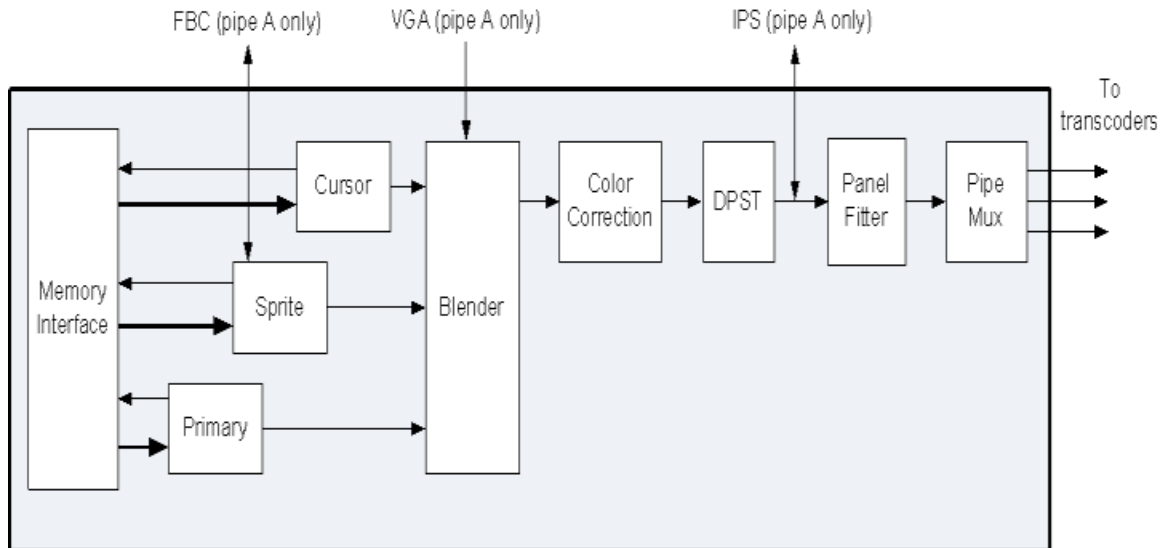 FBC (pipe A only)
VGA (pipe A only)
IPS (pipe A only)
To
transcoders
Memory
Interface
Cursor
Sprite
Primary
Blender
Color
Correction
DPST
Panel
Fitter
Pipe
Mux